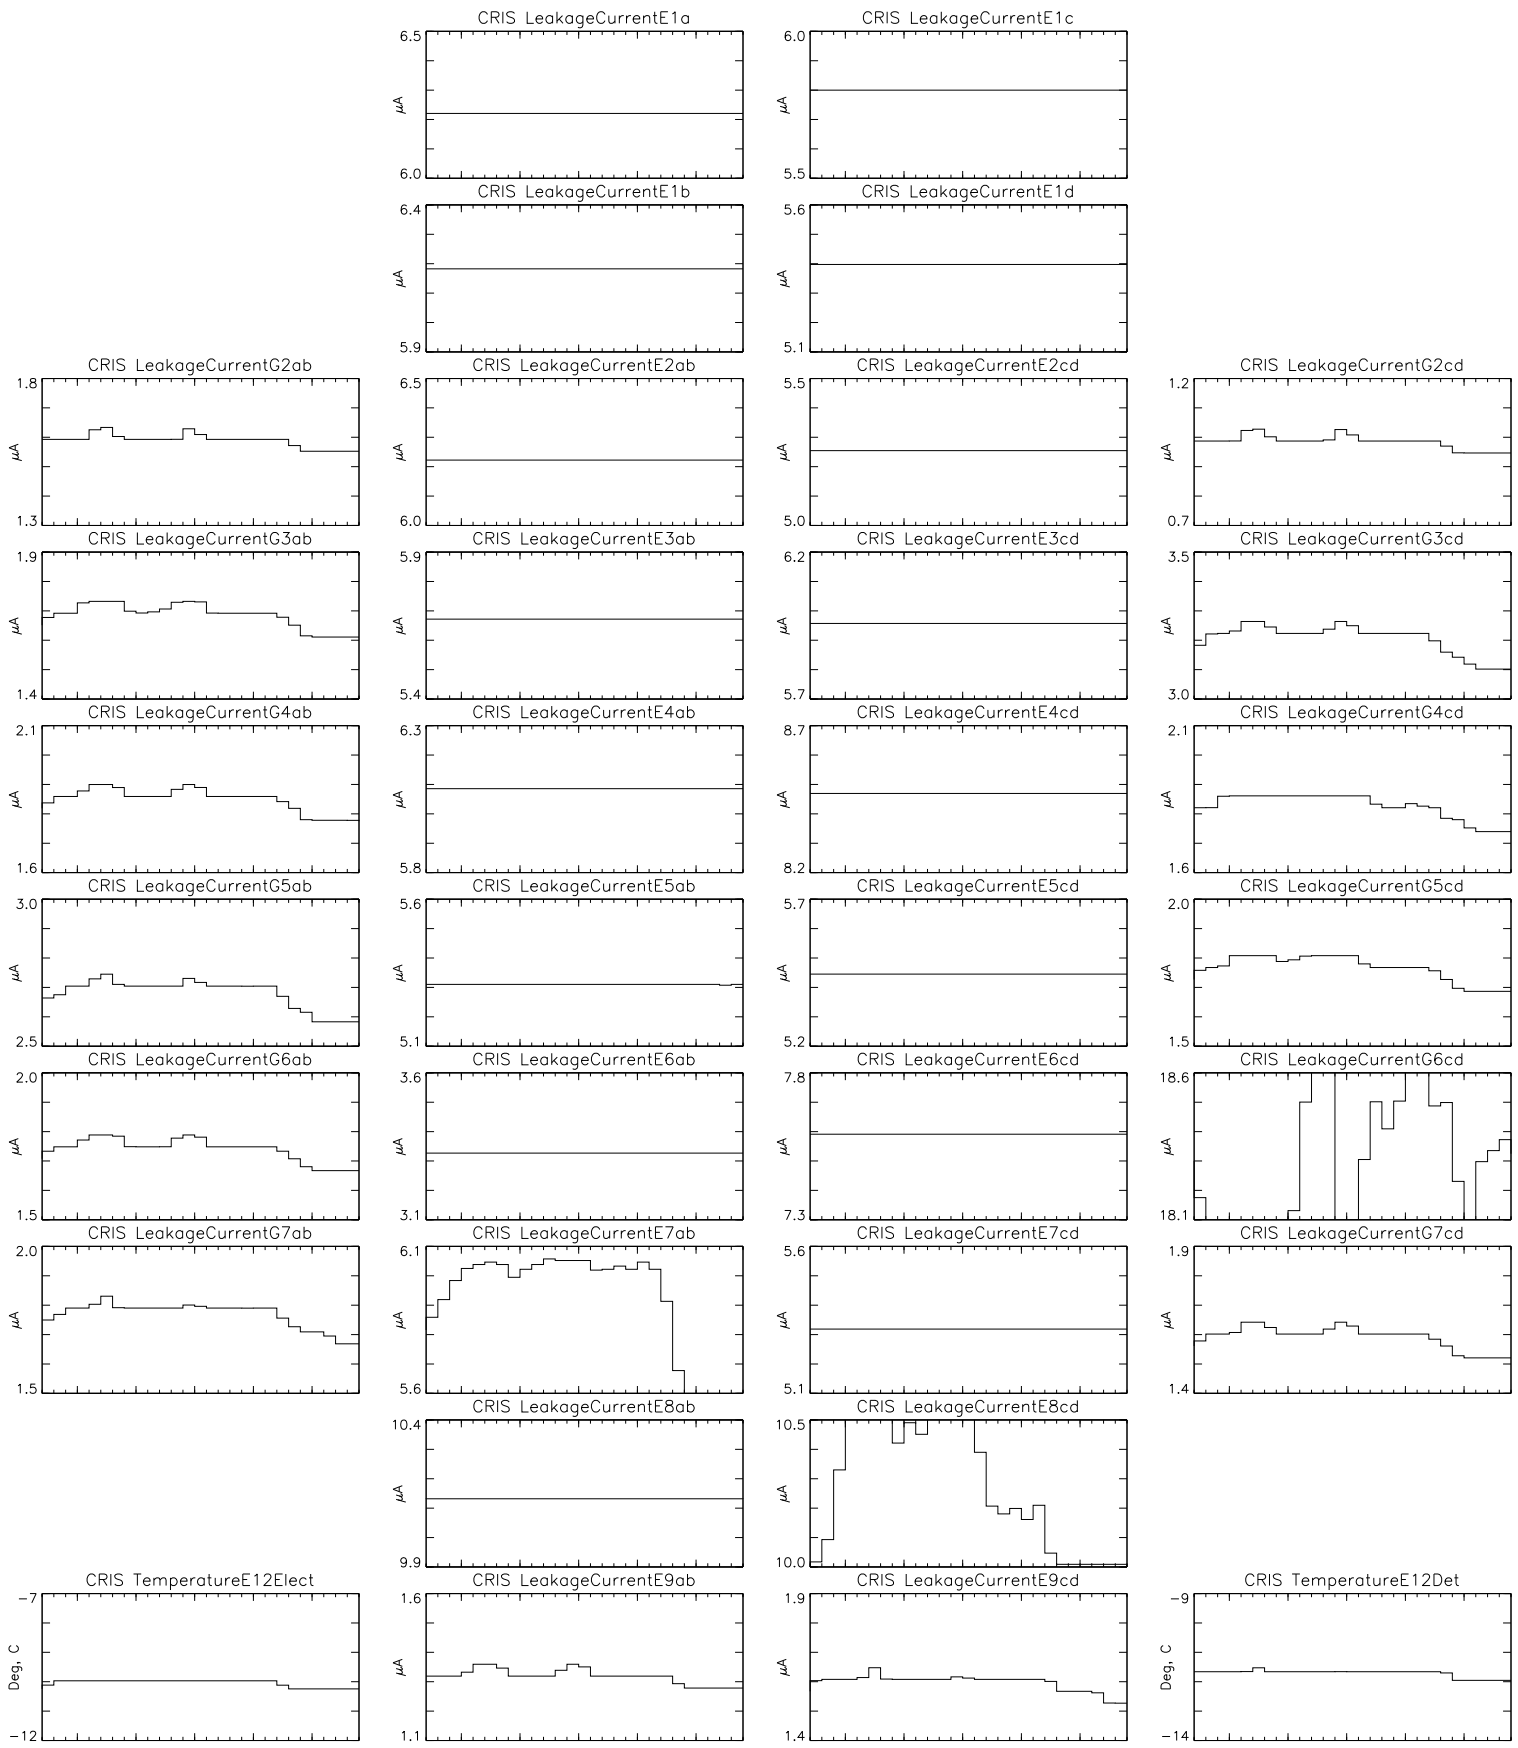 CRIS LeakageCurrentE1a CRIS LeakageCurrentE1c
6.5 6.0
µA µA
6.0 5.5
CRIS LeakageCurrentE1b CRIS LeakageCurrentE1d
6.4 5.6
µA µA
5.9 5.1
CRIS LeakageCurrentG2ab CRIS LeakageCurrentE2ab CRIS LeakageCurrentE2cd CRIS LeakageCurrentG2cd
1.8 6.5 5.5 1.2
µA µA µA µA
1.3 6.0 5.0 0.7
CRIS LeakageCurrentG3ab CRIS LeakageCurrentE3ab CRIS LeakageCurrentE3cd CRIS LeakageCurrentG3cd
1.9 5.9 6.2 3.5
µA µA µA µA
1.4 5.4 5.7 3.0
CRIS LeakageCurrentG4ab CRIS LeakageCurrentE4ab CRIS LeakageCurrentE4cd CRIS LeakageCurrentG4cd
2.1 6.3 8.7 2.1
µA µA µA µA
1.6 5.8 8.2 1.6
CRIS LeakageCurrentG5ab CRIS LeakageCurrentE5ab CRIS LeakageCurrentE5cd CRIS LeakageCurrentG5cd
3.0 5.6 5.7 2.0
µA µA µA µA
2.5 5.1 5.2 1.5
CRIS LeakageCurrentG6ab CRIS LeakageCurrentE6ab CRIS LeakageCurrentE6cd CRIS LeakageCurrentG6cd
2.0 3.6 7.8 18.6
µA µA µA µA
1.5 3.1 7.3 18.1
CRIS LeakageCurrentG7ab CRIS LeakageCurrentE7ab CRIS LeakageCurrentE7cd CRIS LeakageCurrentG7cd
2.0 6.1 5.6 1.9
µA µA µA µA
1.5 5.6 5.1 1.4
CRIS LeakageCurrentE8ab CRIS LeakageCurrentE8cd
10.4 10.5
µA µA
9.9 10.0
CRIS TemperatureE12Elect CRIS LeakageCurrentE9ab CRIS LeakageCurrentE9cd CRIS TemperatureE12Det
-7 1.6 1.9 -9
Deg, C µA µA Deg, C
-12 1.1 1.4 -14